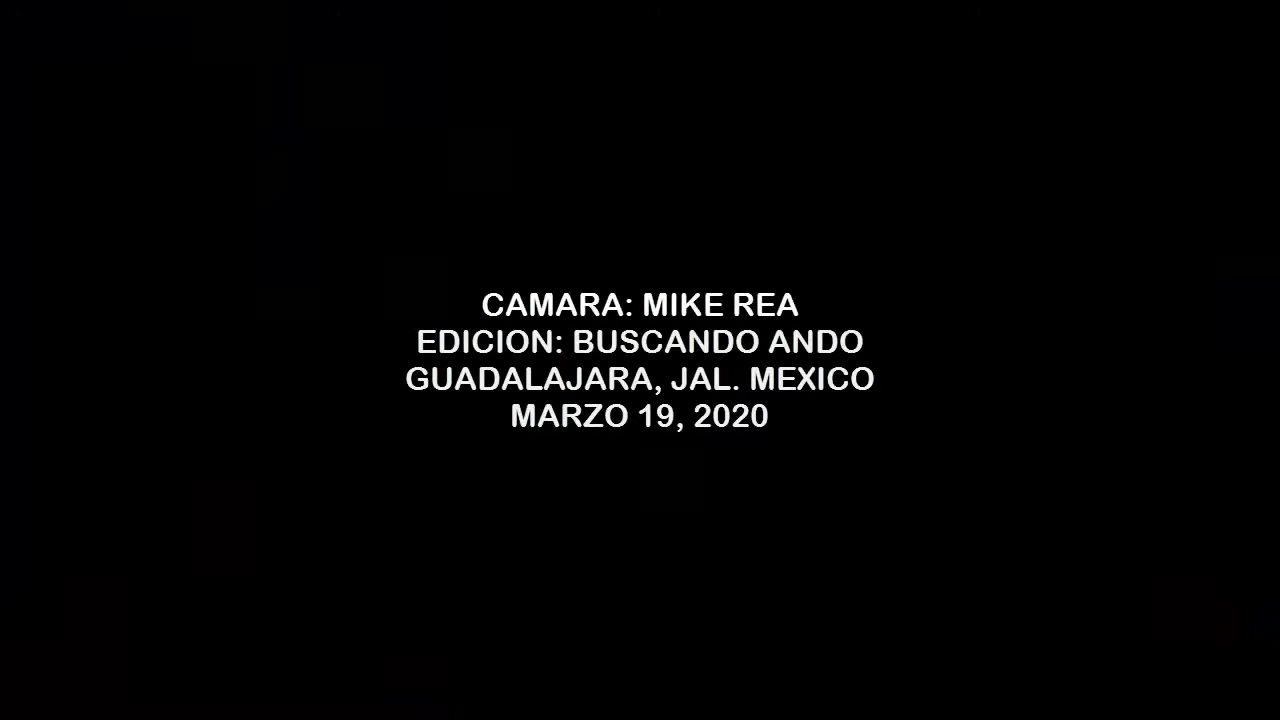 CAMARA: MIKE REA
EDICION: BUSCANDO ANDO
GUADALAJARA, JAL. MEXICO
MARZO 19, 2020